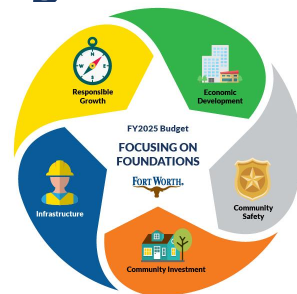 Responsible
Growth
Economic
Development
FY2025 Budget
FOCUSING ON
FOUNDATIONS
FORT WORTH.
Infrastructure
Community
Safety
Community Investment